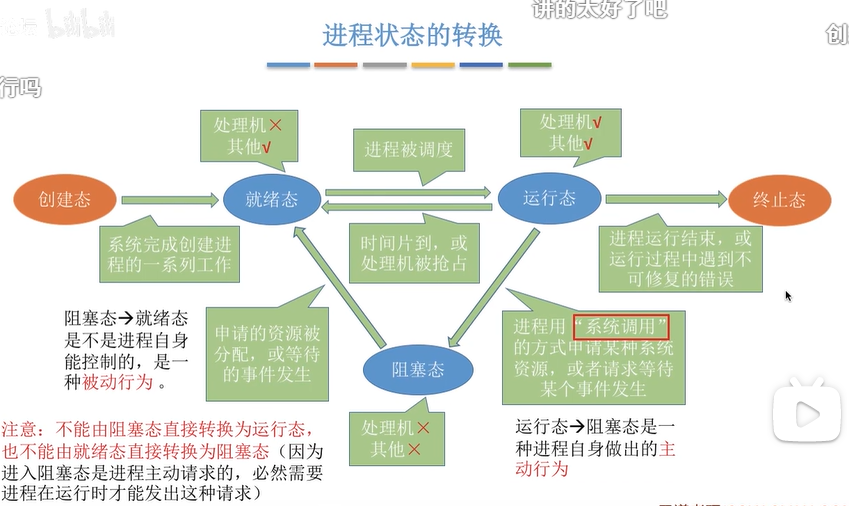 讲的太好了吧
bilibili
创
进程状态的转换
行吗
处理机×
其他√
进程被调度
处理机√
其他√
创建态
就绪态
运行态
终止态
系统完成创建进
程的一系列工作
时间片到，或
处理机被抢占
进程运行结束，或
运行过程中遇到不
可修复的错误
阻塞态→就绪态
是不是进程自身
能控制的，是一
种被动行为 。
申请的资源被
分配，或等待
的事件发生
进程用“系统调用”
的方式申请某种系统
资源，或者请求等待
某个事件发生
阻塞态
处理机×
其他×
运行态→阻塞态是一
种进程自身做出的主
动行为
注意：不能由阻塞态直接转换为运行态，
也不能由就绪态直接转换为阻塞态（因为
进入阻塞态是进程主动请求的，必然需要
进程在运行时才能发出这种请求）